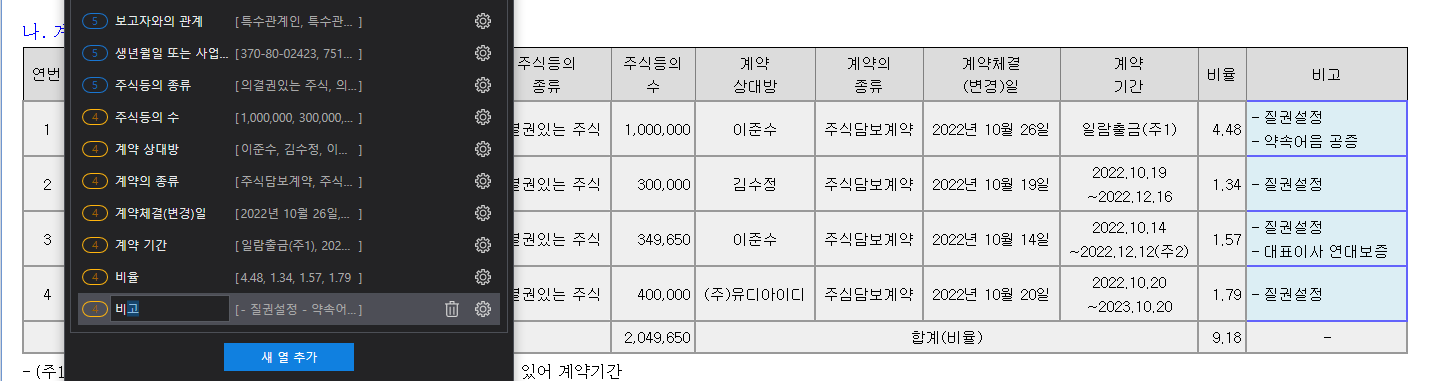 나. 계
5 보고자와의 관계 [특수관계인, 특수관... ]
5 생년월일 또는 사업... [370-80-02423, 751... ]
5 주식등의 종류 [의결권있는 주식, 의... ]
4 주식등의 수 [1,000,000, 300,000,... ]
4 계약 상대방 [이준수, 김수정, 이... ]
4 계약의 종류 [주식담보계약, 주식... ]
4 계약체결(변경)일 [2022년 10월 26일,... ]
4 계약 기간 [일람출금(주1), 202... ]
4 비율 [4.48, 1.34, 1.57, 1.79 ]
4 비고 [- 질권설정 - 약속어... ]
새 열 추가
연번 주식등의 종류 주식등의 수 계약 상대방 계약의 종류 계약체결 (변경)일 계약 기간 비율 비고
1 결권있는 주식 1,000,000 이준수 주식담보계약 2022년 10월 26일 일람출금(주1) 4.48 - 질권설정
- 약속어음 공증
2 결권있는 주식 300,000 김수정 주식담보계약 2022년 10월 19일 2022.10.19 ~2022.12.16 1.34 - 질권설정
3 결권있는 주식 349,650 이준수 주식담보계약 2022년 10월 14일 2022.10.14 ~2022.12.12(주2) 1.57 - 질권설정
- 대표이사 연대보증
4 결권있는 주식 400,000 (주)유디아이디 주심담보계약 2022년 10월 20일 2022.10.20 ~2023.10.20 1.79 - 질권설정
2,049,650 합계(비율) 9.18 -
- (주1 있어 계약기간